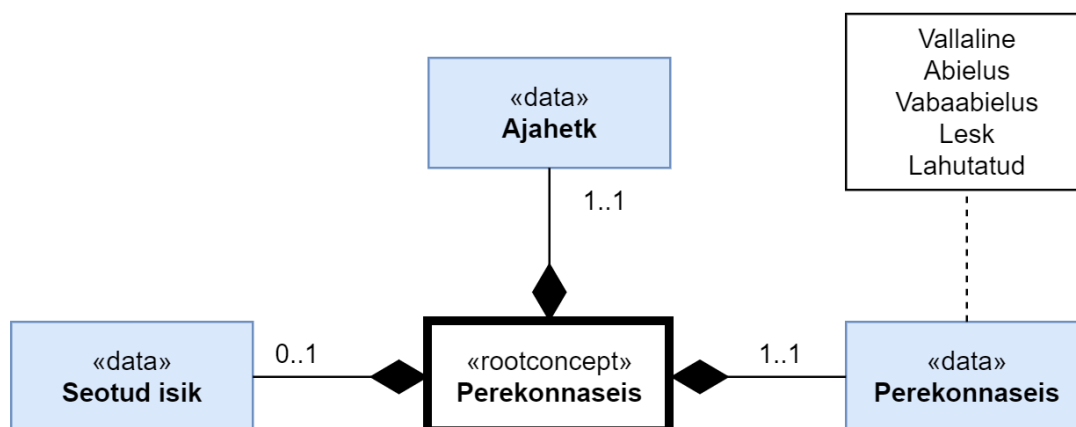 Vallaline
Abielus
Vabaabielus
Lesk
Lahutatud
«data»
Ajahetk
1..1
«data»
Seotud isik
0..1
«rootconcept»
Perekonnaseis
1..1
«data»
Perekonnaseis